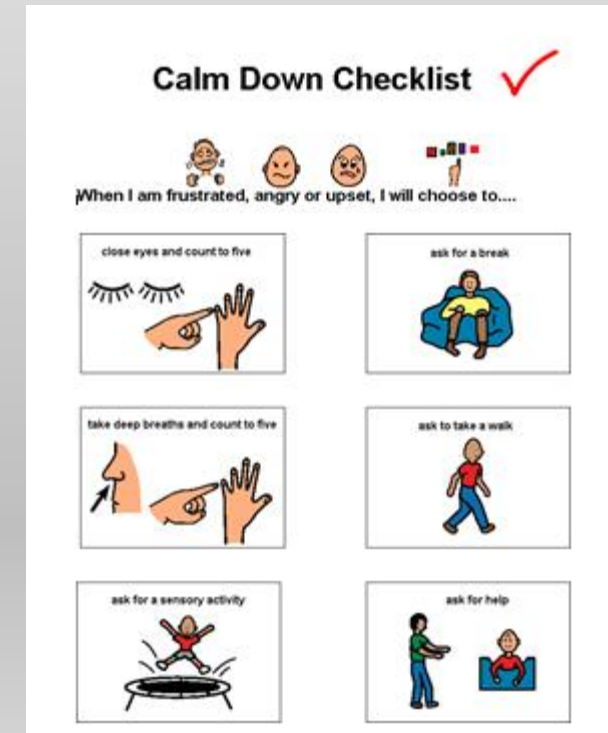 Calm Down Checklist
When I am frustrated, angry or upset, I will choose to....
close eyes and count to five
ask for a break
take deep breaths and count to five
ask to take a walk
ask for a sensory activity
ask for help